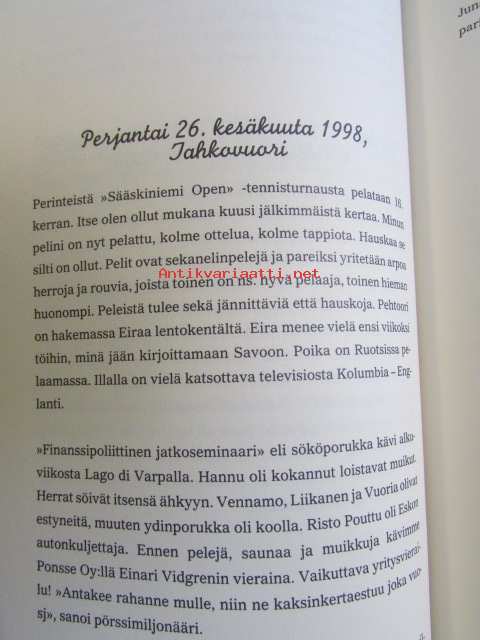 Jun
pari
Perjantai 26. kesäkuuta 1998,
Tahkovuori
Perinteistä »Sääskiniemi Open» -tennisturnausta pelataan 16.
kerran. Itse olen ollut mukana kuusi jälkimmäistä kertaa. Minun
pelini on nyt pelattu, kolme ottelua, kolme tappiota. Hauskaa se
silti on ollut. Pelit ovat sekanelinpelejä ja pareiksi yritetään arpoa
Antikvariaatti.net
herroja ja rouvia, joista toinen on ns. hyvä pelaaja, toinen hieman
huonompi. Peleistä tulee sekä jännittäviä että hauskoja. Pehtoori
on hakemassa Eiraa lentokentältä. Eira menee vielä ensi viikoksi
töihin, minä jään kirjoittamaan Savoon. Poika on Ruotsissa pe-
laamassa. Illalla on vielä katsottava televisiosta Kolumbia – Eng-
lanti.
»Finanssipoliittinen jatkoseminaari» eli sököporukka kävi alku-
viikosta Lago di Varpalla. Hannu oli kokannut loistavat muikut.
Herrat söivät itsensä ähkyyn. Vennamo, Liikanen ja Vuoria olivat
estyneitä, muuten ydinporukka oli koolla. Risto Pouttu oli Eskon
autonkuljettaja. Ennen pelejä, saunaa ja muikkuja kävimme
Ponsse Oy:llä Einari Vidgrenin vieraina. Vaikuttava yritysvierai-
lu! »Antakee rahanne mulle, niin ne kaksinkertaestuu joka vuo-
si», sanoi pörssimiljonääri.